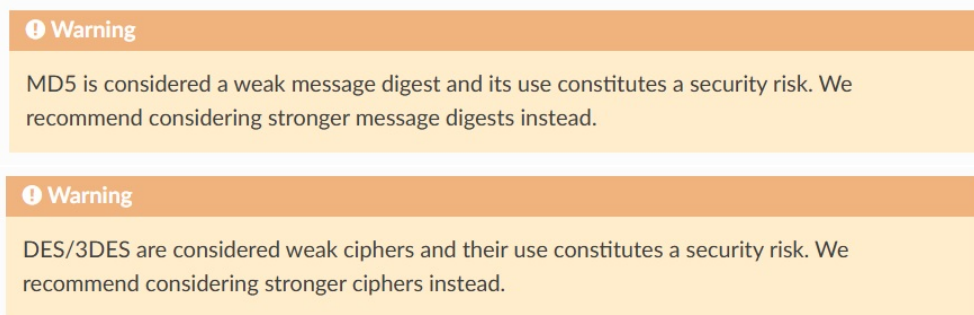 Warning
MD5 is considered a weak message digest and its use constitutes a security risk. We
recommend considering stronger message digests instead.
Warning
DES/3DES are considered weak ciphers and their use constitutes a security risk. We
recommend considering stronger ciphers instead.